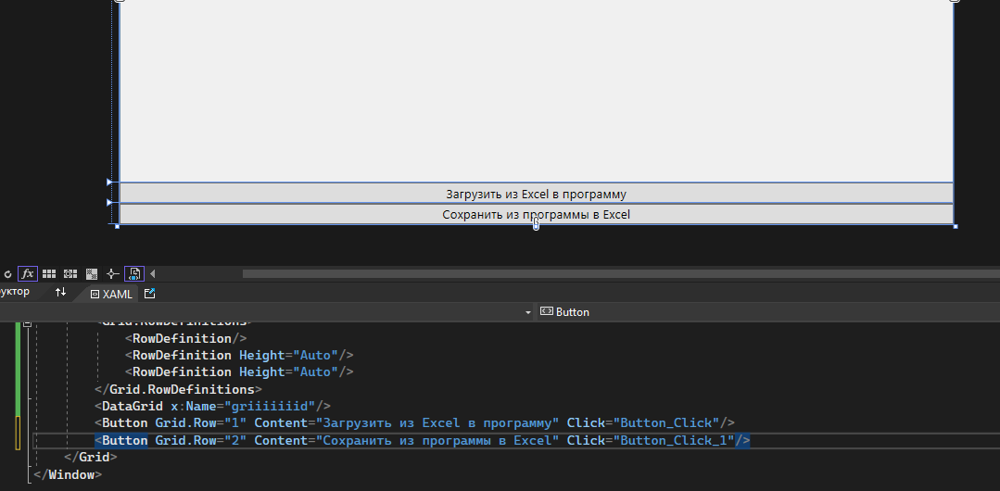 Загрузить из Excel в программу
Сохранить из программы в Excel
fx
уктор XAML
Button
<Grid.RowDefinitions>
<RowDefinition/>
<RowDefinition Height="Auto"/>
<RowDefinition Height="Auto"/>
</Grid.RowDefinitions>
<DataGrid x:Name="griiiiiiid"/>
<Button Grid.Row="1" Content="Загрузить из Excel в программу" Click="Button_Click"/>
<Button Grid.Row="2" Content="Сохранить из программы в Excel" Click="Button_Click_1"/>
</Grid>
</Window>